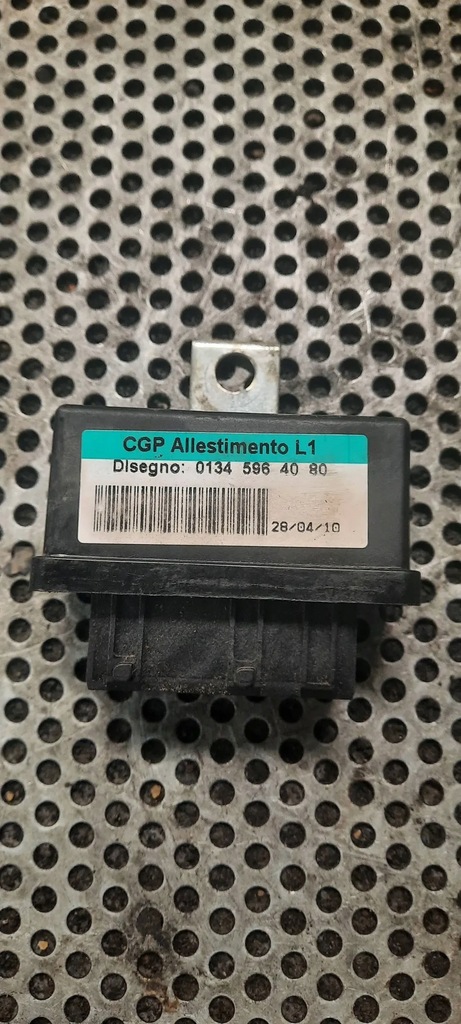 CGP Allestimento L1
Disegno: 0134 596 40 80
28/04/10